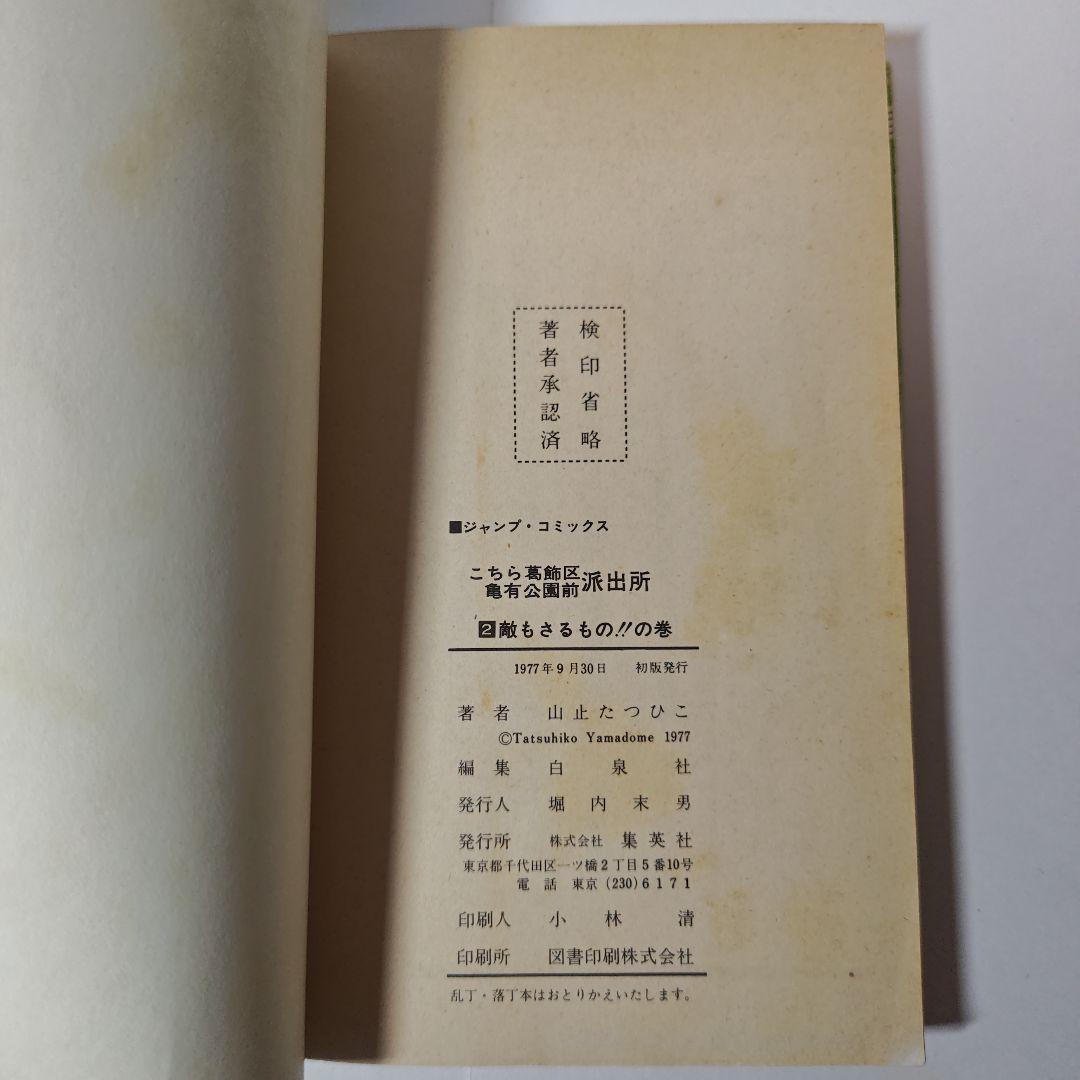 検印省略
著者承認済
■ジャンプ・コミックス
こちら葛飾区
亀有公園前派出所
2敵もさるもの!!の巻
1977年9月30日 初版発行
著者 山止たつひこ
©Tatsuhiko Yamadome 1977
編集 白泉社
発行人 堀内末男
発行所 株式会社 集英社
東京都千代田区一ツ橋2丁目5番10号
電話 東京(230)6171
印刷人 小林清
印刷所 図書印刷株式会社
乱丁・落丁本はおとりかえいたします。